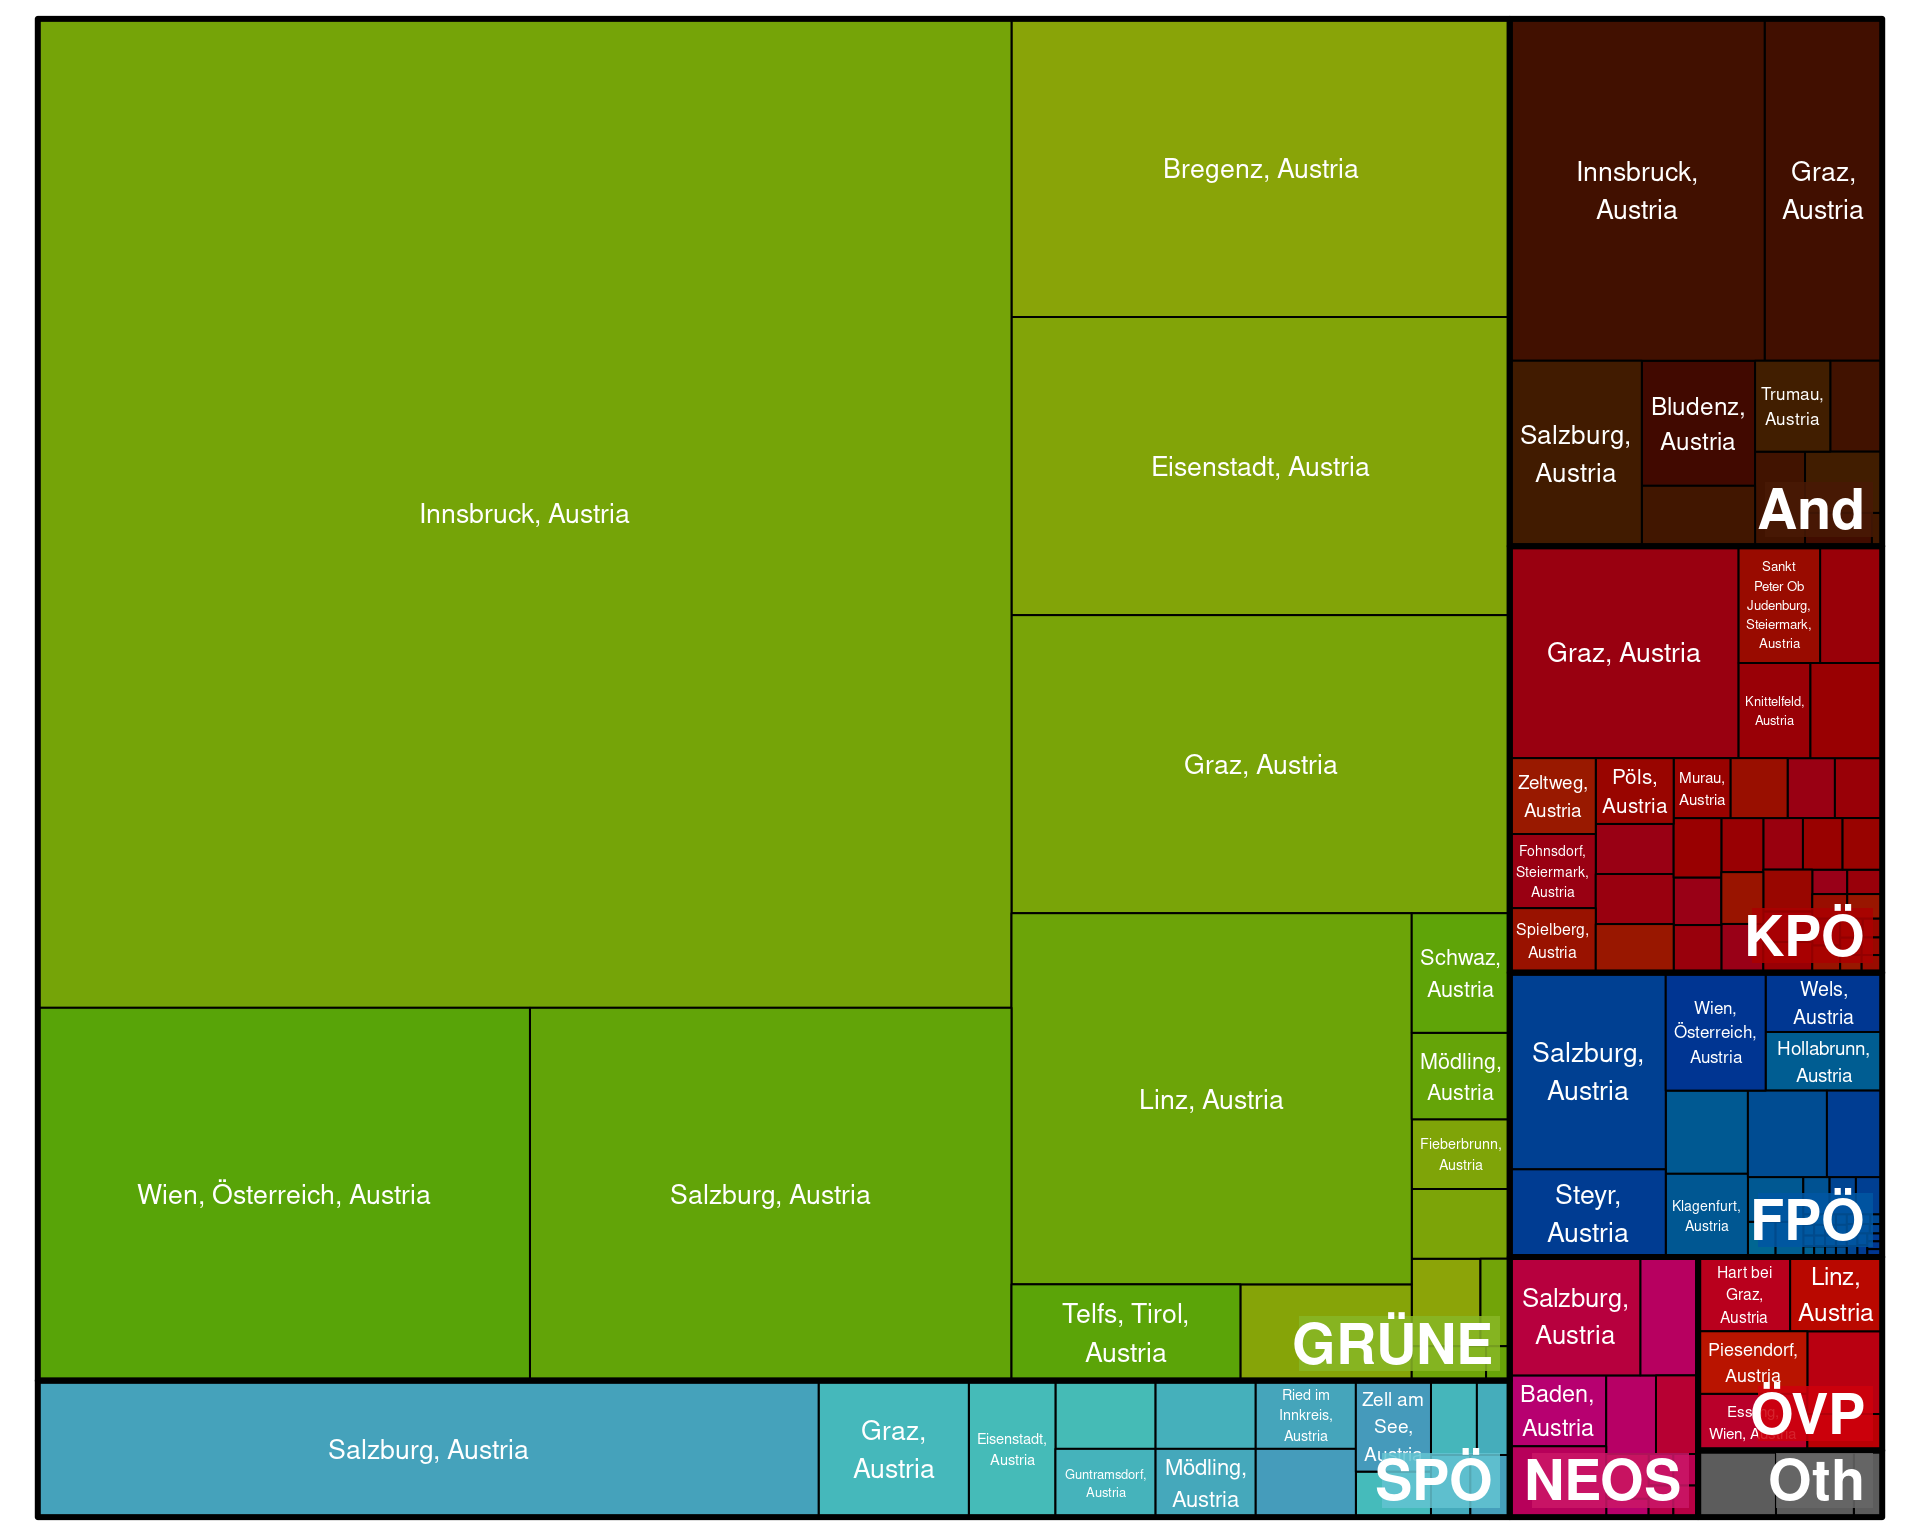 Innsbruck, Austria
Wien, Österreich, Austria
Salzburg, Austria
Bregenz, Austria
Eisenstadt, Austria
Graz, Austria
Linz, Austria
Schwaz,
Austria
Mödling,
Austria
Fieberbrunn,
Austria
Telfs, Tirol,
Austria
GRÜNE
Salzburg, Austria
Graz,
Austria
Eisenstadt,
Austria
Guntramsdorf,
Austria
Mödling,
Austria
Ried im
Innkreis,
Austria
Zell am
See,
Austria
SPÖ
Innsbruck,
Austria
Graz,
Austria
Salzburg,
Austria
Bludenz,
Austria
Trumau,
Austria
And
Graz, Austria
Sankt
Peter Ob
Judenburg,
Steiermark,
Austria
Knittelfeld,
Austria
Zeltweg,
Austria
Pöls,
Austria
Murau,
Austria
Fohnsdorf,
Steiermark,
Austria
Spielberg,
Austria
KPÖ
Salzburg,
Austria
Wien,
Österreich,
Austria
Wels,
Austria
Hollabrunn,
Austria
Steyr,
Austria
Klagenfurt,
Austria
FPÖ
Salzburg,
Austria
Baden,
Austria
NEOS
Hart bei
Graz,
Austria
Linz,
Austria
Piesendorf,
Austria
Essling,
Wien, Austria
ÖVP
Oth